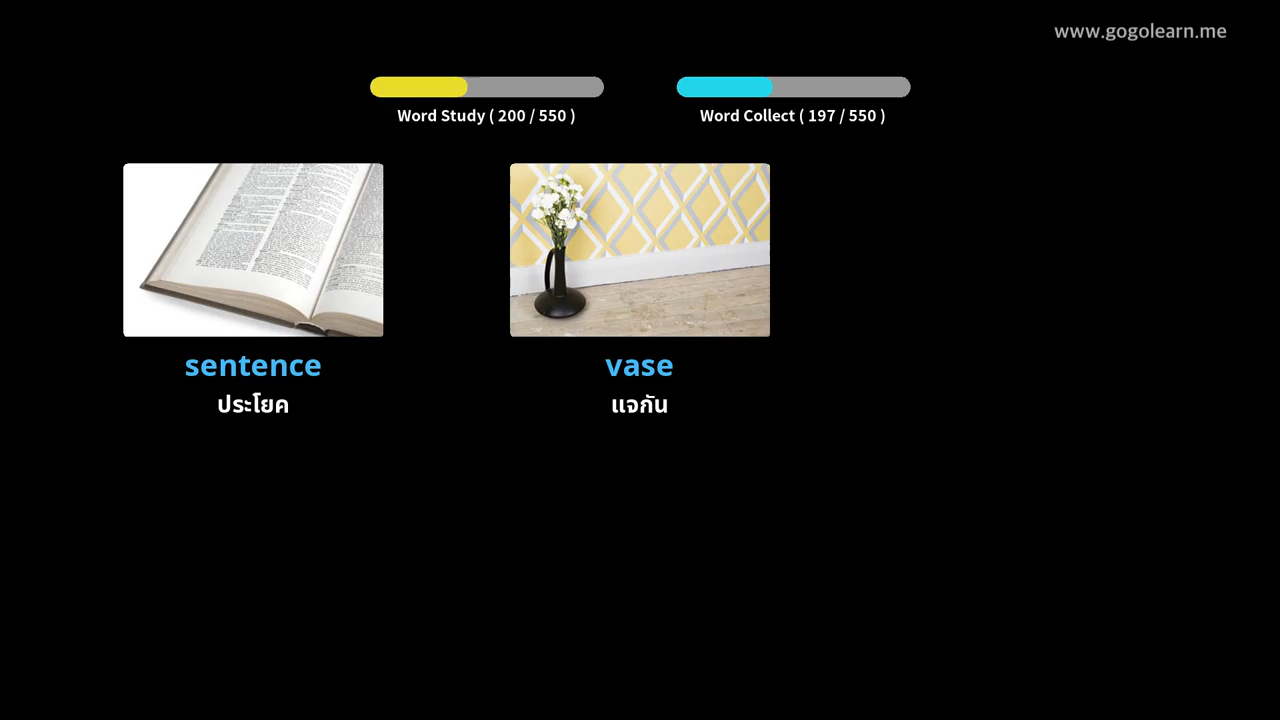 www.gogolearn.me
Word Study ( 200 / 550 )
Word Collect ( 197 / 550 )
sentence
ประโยค
vase
แจกัน